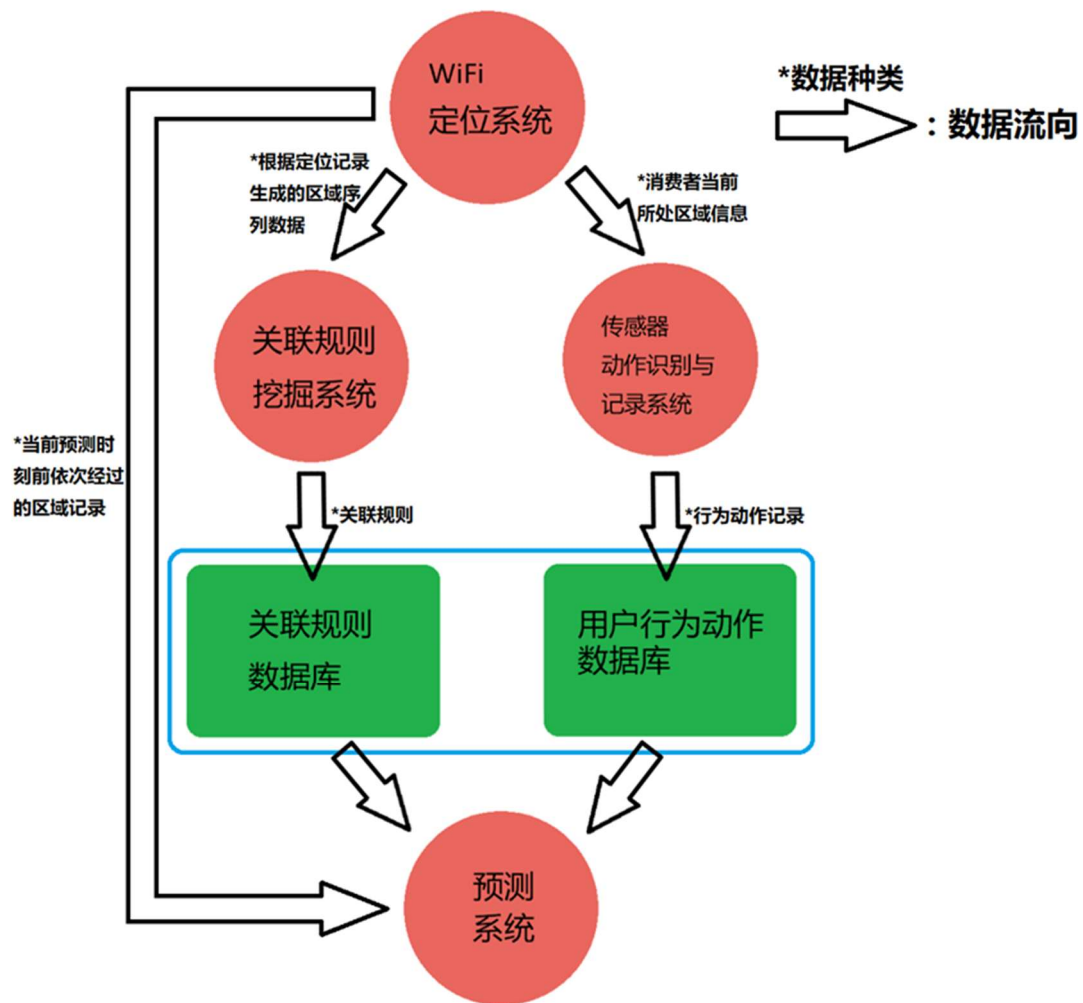 WiFi
定位系统
*数据种类
：数据流向
*根据定位记录
生成的区域序
列数据
*消费者当前
所处区域信息
关联规则
挖掘系统
传感器
动作识别与
记录系统
*当前预测时
刻前依次经过
的区域记录
*关联规则
*行为动作记录
关联规则
数据库
用户行为动作
数据库
预测
系统